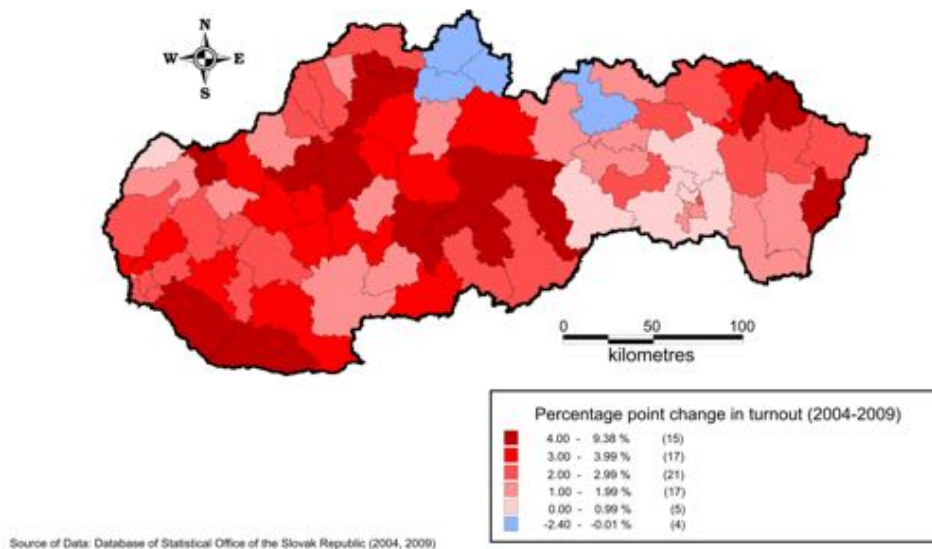 N
W E
S
0 50 100
kilometres
Percentage point change in turnout (2004-2009)
4.00 - 9.38 % (15)
3.00 - 3.99 % (17)
2.00 - 2.99 % (21)
1.00 - 1.99 % (17)
0.00 - 0.99 % (5)
-2.40 - -0.01 % (4)
Source of Data: Database of Statistical Office of the Slovak Republic (2004, 2009)